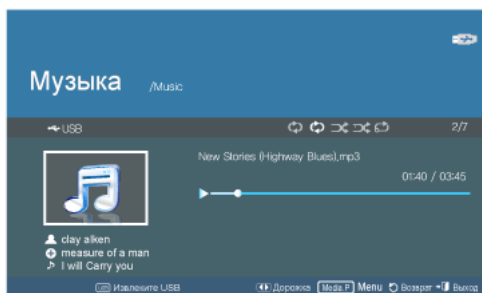 Музыка /Music
USB 2/7
New Stories (Highway Blues),mp3
01:40 / 03:45
clay aiken
measure of a man
I will Carry you
Извлеките USB Дорожка Media.P Menu Возврат Выход